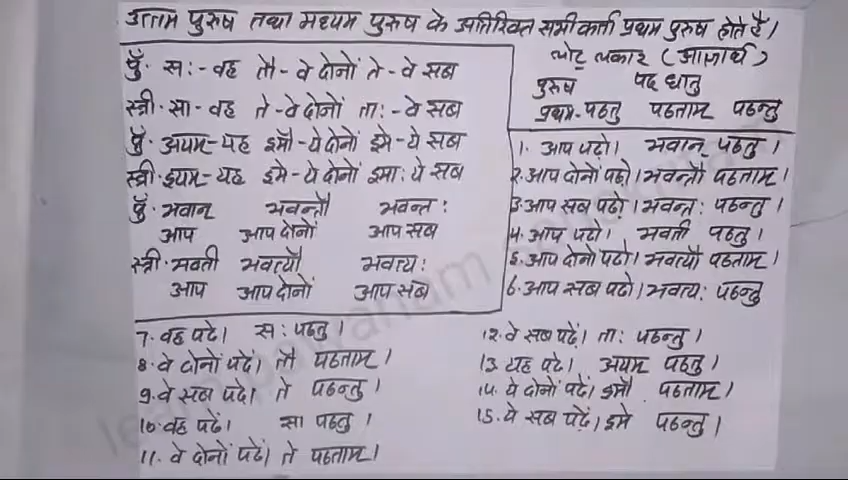 उत्तम पुरुष तथा मध्यम पुरुष के अतिरिक्त सभी कर्ता प्रथम पुरुष होते हैं।
पुँ. सः - वह तौ - वे दोनों ते - वे सब
स्त्री. सा - वह ते - वे दोनों ताः - वे सब
पुँ. अयम् - यह इमौ - ये दोनों इमे - ये सब
स्त्री. इयम् - यह इमे - ये दोनों इमाः ये सब
पुँ. भवान् भवन्तौ भवन्तः
आप आप दोनों आप सब
स्त्री. भवती भवत्यौ भवत्यः
आप आप दोनों आप सब
लोट् लकार (आज्ञार्थ)
पुरुष पठ धातु
प्रथम - पठतु पठताम् पठन्तु
1. आप पढो। भवान् पठतु।
2. आप दोनों पढो। भवन्तौ पठताम्।
3. आप सब पढो। भवन्तः पठन्तु।
4. आप पढो। भवती पठतु।
5. आप दोनों पढो। भवत्यौ पठताम्।
6. आप सब पढो। भवत्यः पठन्तु
7. वह पढे। सः पठतु।
8. वे दोनों पढें। तौ पठताम्।
9. वे सब पढें। ते पठन्तु।
10. वह पढें। सा पठतु।
11. वे दोनों पढें। ते पठताम्।
12. वे सब पढें। ताः पठन्तु।
13. यह पढे। अयम् पठतु।
14. ये दोनों पढें। इमौ पठताम्।
15. ये सब पढें। इमे पठन्तु।